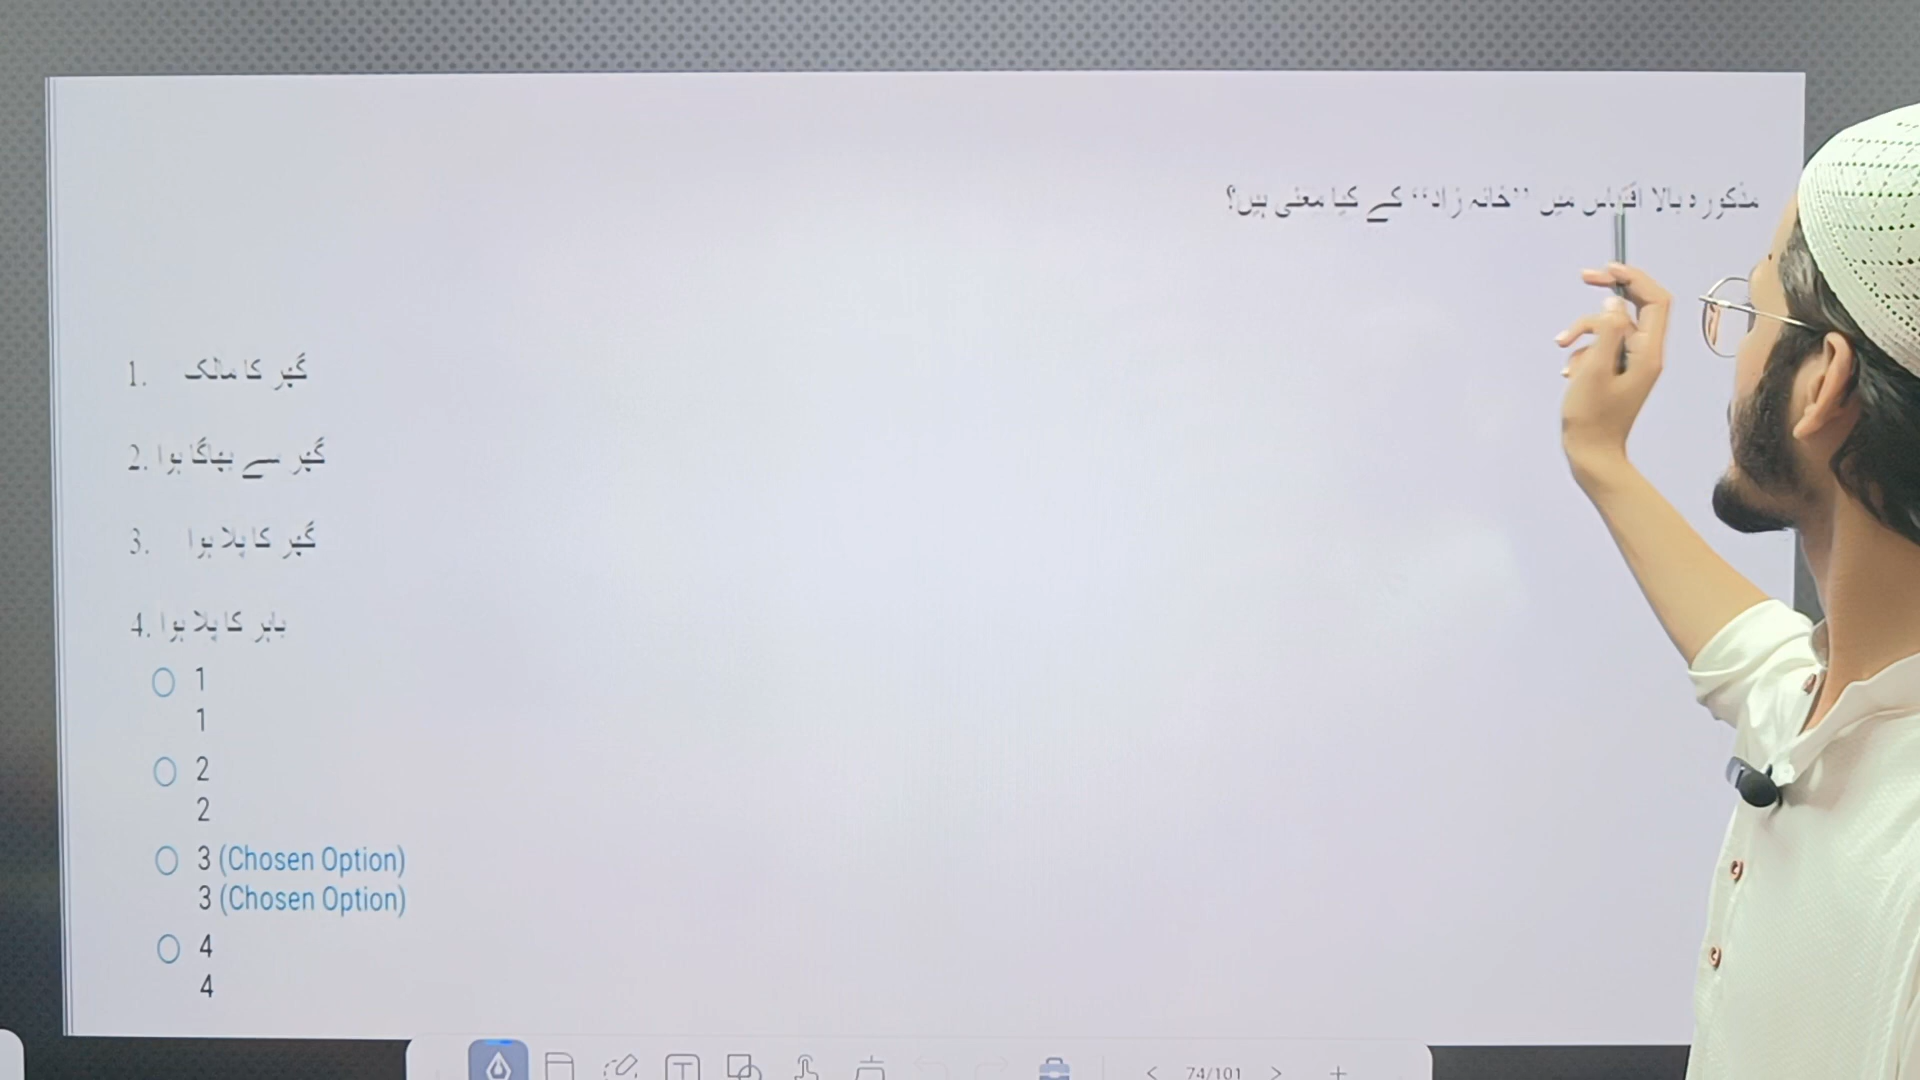 مذکورہ بالا اقتباس میں ’’خانہ زاد‘‘ کے کیا معنی ہیں؟
1. گھر کا مالک
2. گھر سے بھاگا ہوا
3. گھر کا پلا ہوا
4. باہر کا پلا ہوا
1
1
2
2
3 (Chosen Option)
3 (Chosen Option)
4
4
74/101